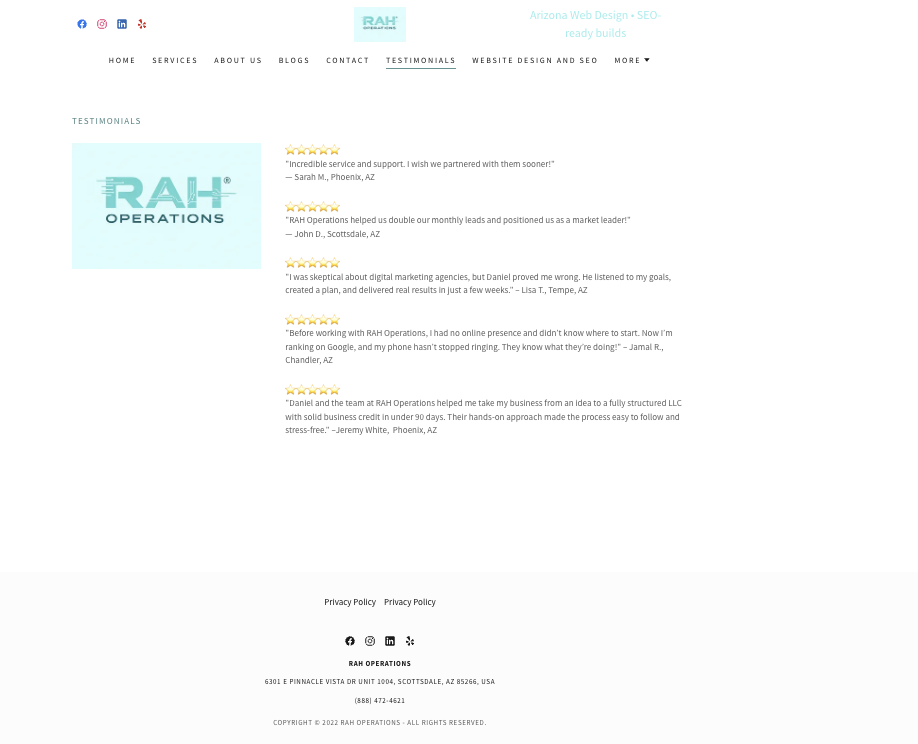 RAH
OPERATIONS
Arizona Web Design • SEO-
ready builds
HOME SERVICES ABOUT US BLOGS CONTACT TESTIMONIALS WEBSITE DESIGN AND SEO MORE
TESTIMONIALS
RAH®
OPERATIONS
"Incredible service and support. I wish we partnered with them sooner!"
— Sarah M., Phoenix, AZ
"RAH Operations helped us double our monthly leads and positioned us as a market leader!"
— John D., Scottsdale, AZ
"I was skeptical about digital marketing agencies, but Daniel proved me wrong. He listened to my goals,
created a plan, and delivered real results in just a few weeks." – Lisa T., Tempe, AZ
"Before working with RAH Operations, I had no online presence and didn't know where to start. Now I'm
ranking on Google, and my phone hasn't stopped ringing. They know what they're doing!" – Jamal R.,
Chandler, AZ
"Daniel and the team at RAH Operations helped me take my business from an idea to a fully structured LLC
with solid business credit in under 90 days. Their hands-on approach made the process easy to follow and
stress-free." –Jeremy White,  Phoenix, AZ
Privacy Policy Privacy Policy
RAH OPERATIONS
6301 E PINNACLE VISTA DR UNIT 1004, SCOTTSDALE, AZ 85266, USA
(888) 472-4621
COPYRIGHT © 2022 RAH OPERATIONS - ALL RIGHTS RESERVED.